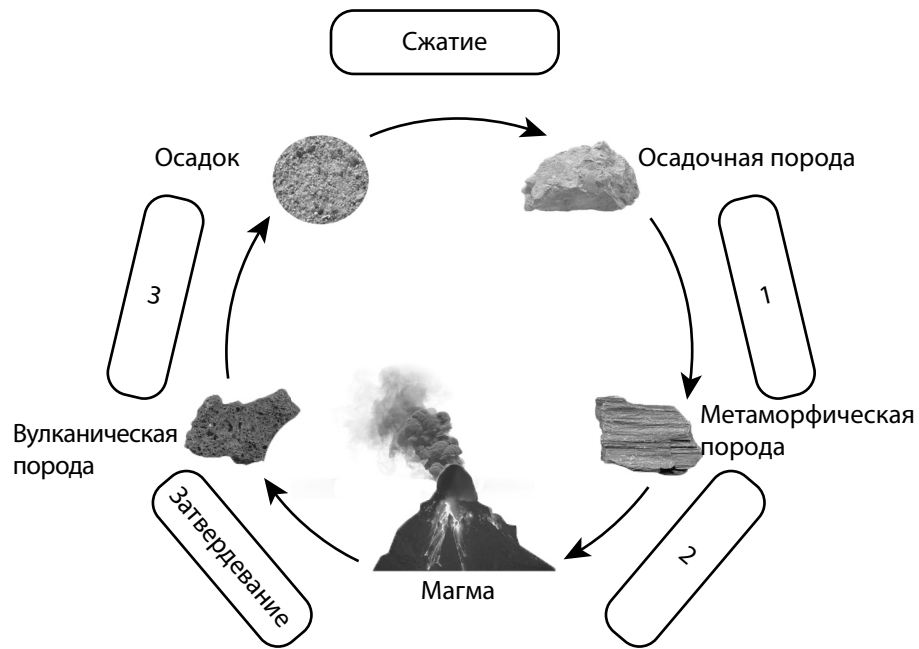 Сжатие
Осадок
Осадочная порода
3
1
Вулканическая
порода
Метаморфическая
порода
Затвердевание
2
Магма